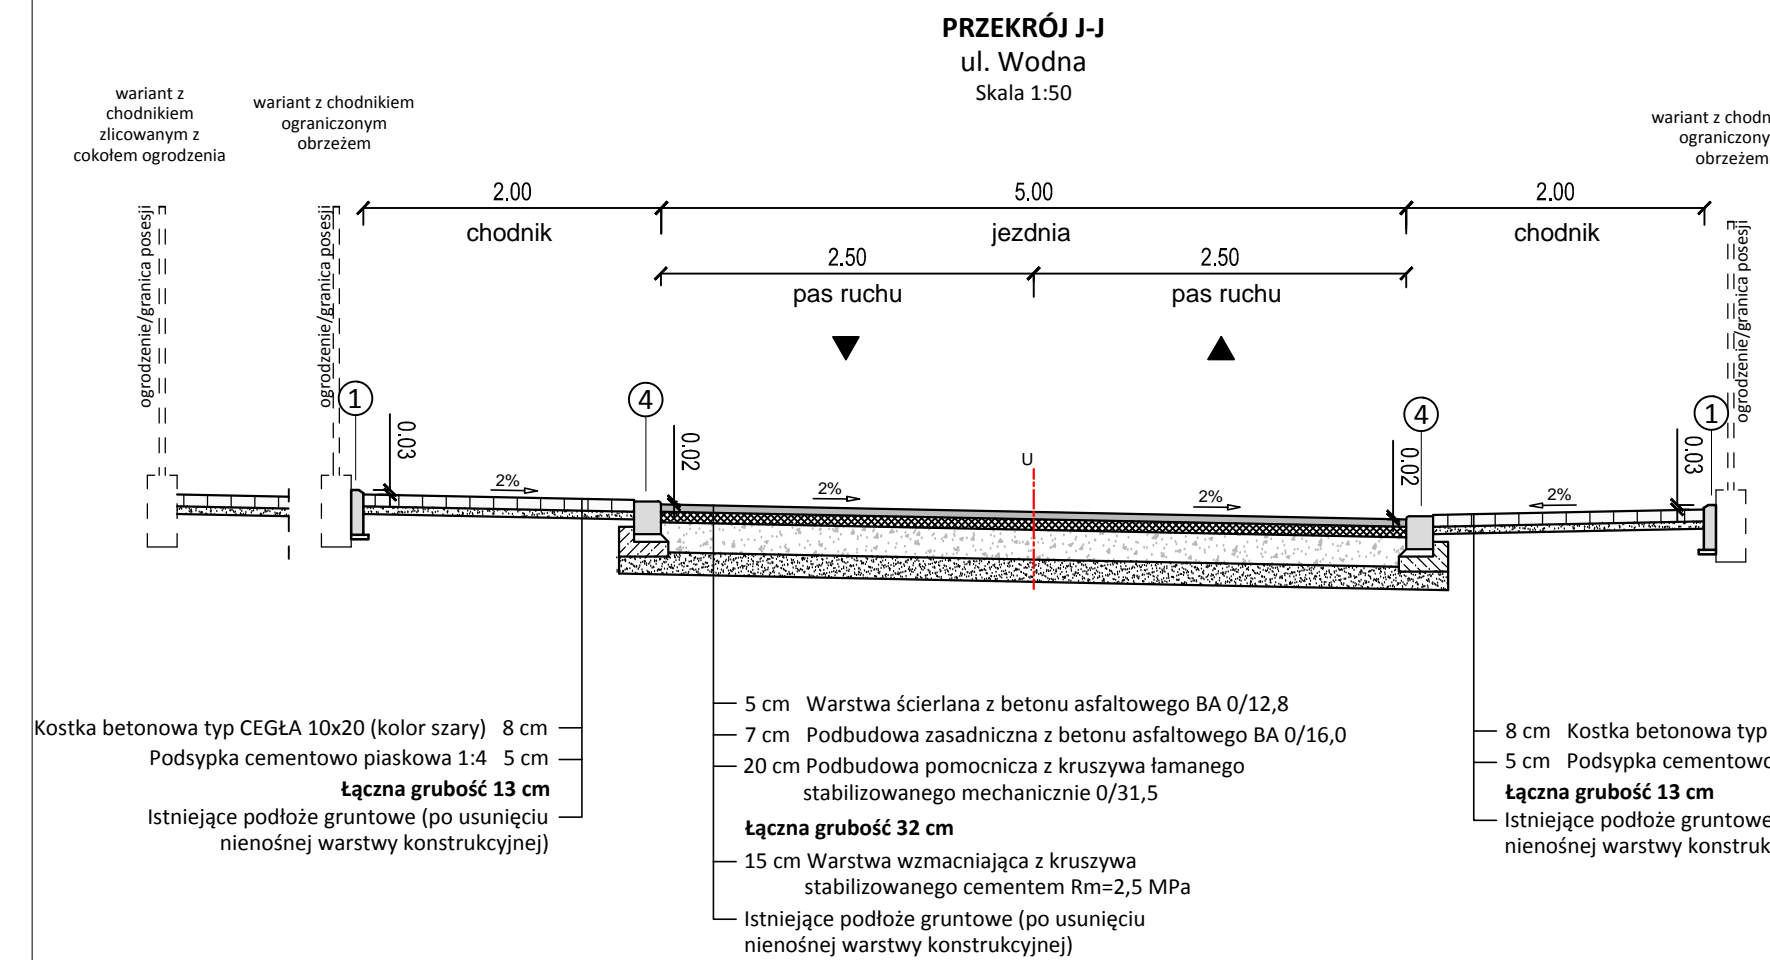 PRZEKRÓJ J-J
ul. Wodna
Skala 1:50
wariant z
chodnikiem
zlicowanym z
cokołem ogrodzenia
wariant z chodnikiem
ograniczonym
obrzeżem
wariant z chodn
ograniczony
obrzeżem
2.00
5.00
2.00
chodnik
jezdnia
chodnik
2.50
2.50
pas ruchu
pas ruchu
ogrodzenie/granica posesji
ogrodzenie/granica posesji
ogrodzenie/granica posesji
1
4
4
1
0.03
0.02
0.02
0.03
U
2%
2%
2%
2%
Kostka betonowa typ CEGŁA 10x20 (kolor szary) 8 cm
Podsypka cementowo piaskowa 1:4 5 cm
Łączna grubość 13 cm
Istniejące podłoże gruntowe (po usunięciu
nienośnej warstwy konstrukcyjnej)
5 cm Warstwa ścierlana z betonu asfaltowego BA 0/12,8
7 cm Podbudowa zasadnicza z betonu asfaltowego BA 0/16,0
20 cm Podbudowa pomocnicza z kruszywa łamanego
stabilizowanego mechanicznie 0/31,5
Łączna grubość 32 cm
15 cm Warstwa wzmacniająca z kruszywa
stabilizowanego cementem Rm=2,5 MPa
Istniejące podłoże gruntowe (po usunięciu
nienośnej warstwy konstrukcyjnej)
8 cm Kostka betonowa typ
5 cm Podsypka cementowo
Łączna grubość 13 cm
Istniejące podłoże gruntowe
nienośnej warstwy konstruk